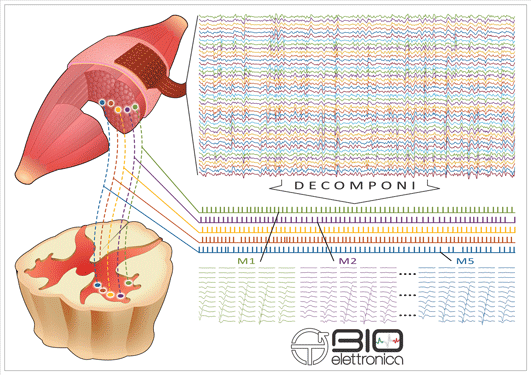 DECOMPONI
M1 M2 M5
BIO
elettronica